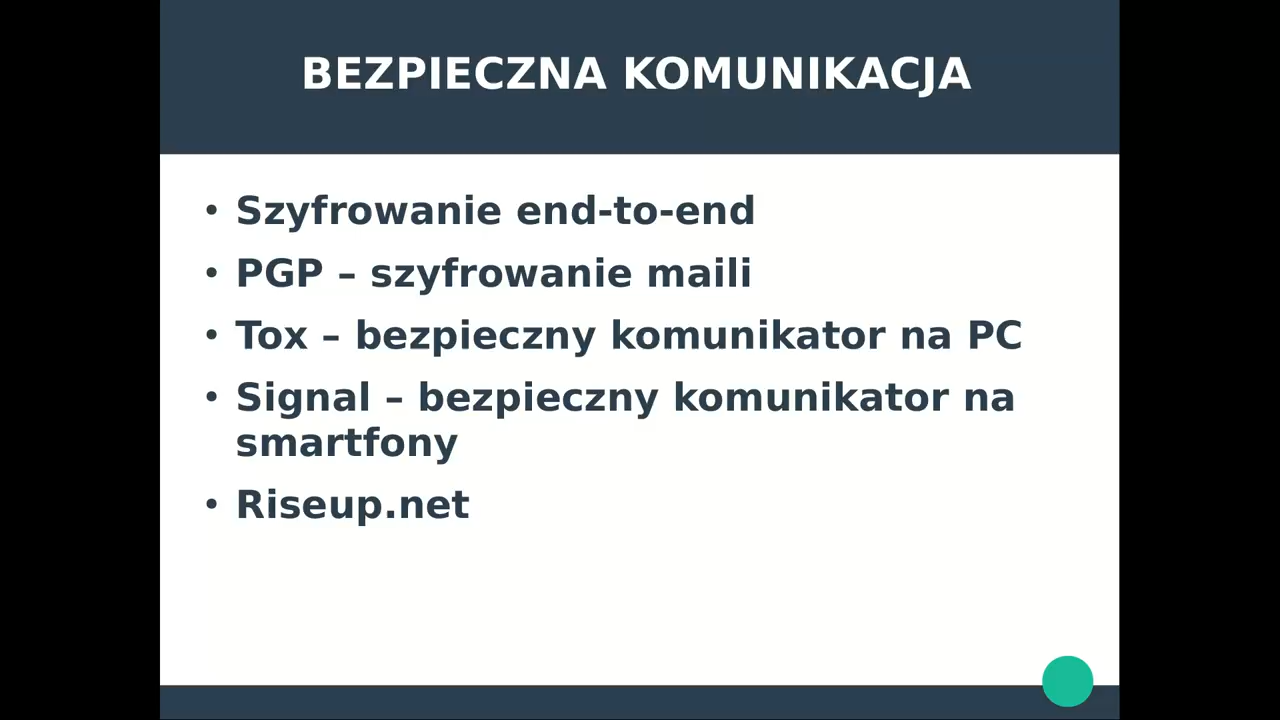 BEZPIECZNA KOMUNIKACJA
• Szyfrowanie end-to-end
• PGP – szyfrowanie maili
• Tox – bezpieczny komunikator na PC
• Signal – bezpieczny komunikator na
smartfony
• Riseup.net